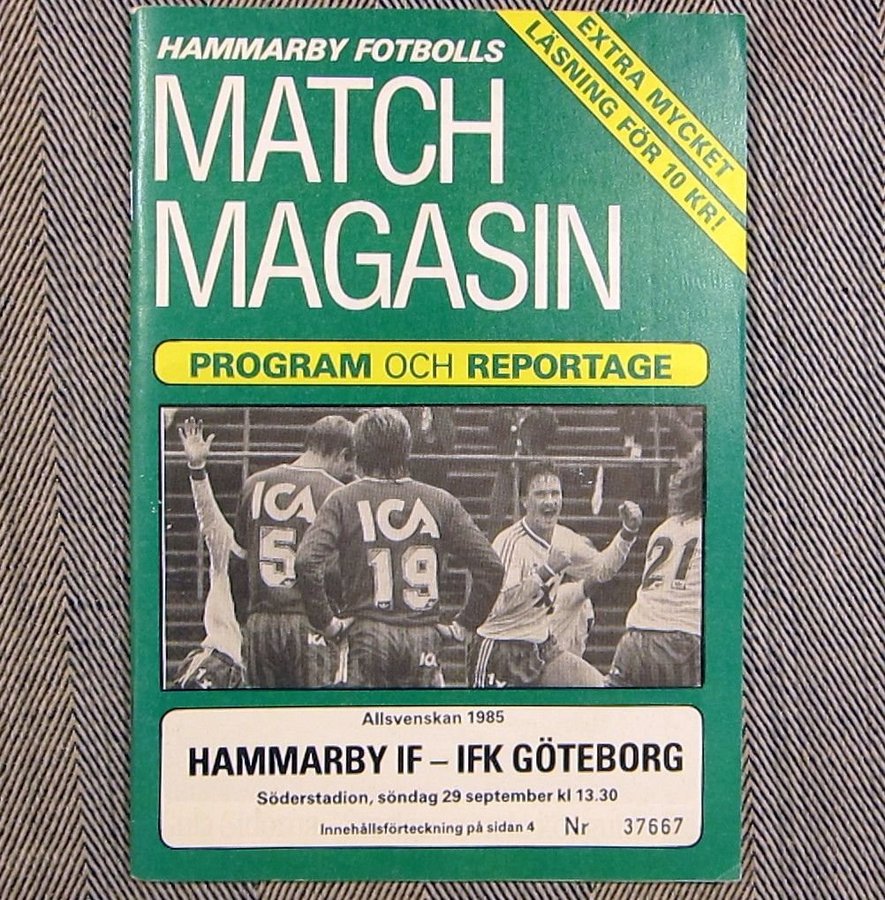 HAMMARBY FOTBOLLS
MATCH
MAGASIN
EXTRA MYCKET
LÄSNING FÖR 10 KR!
PROGRAM OCH REPORTAGE
ICA
5
ICA
19
21
Allsvenskan 1985
HAMMARBY IF – IFK GÖTEBORG
Söderstadion, söndag 29 september kl 13.30
Innehållsförteckning på sidan 4 Nr 37667